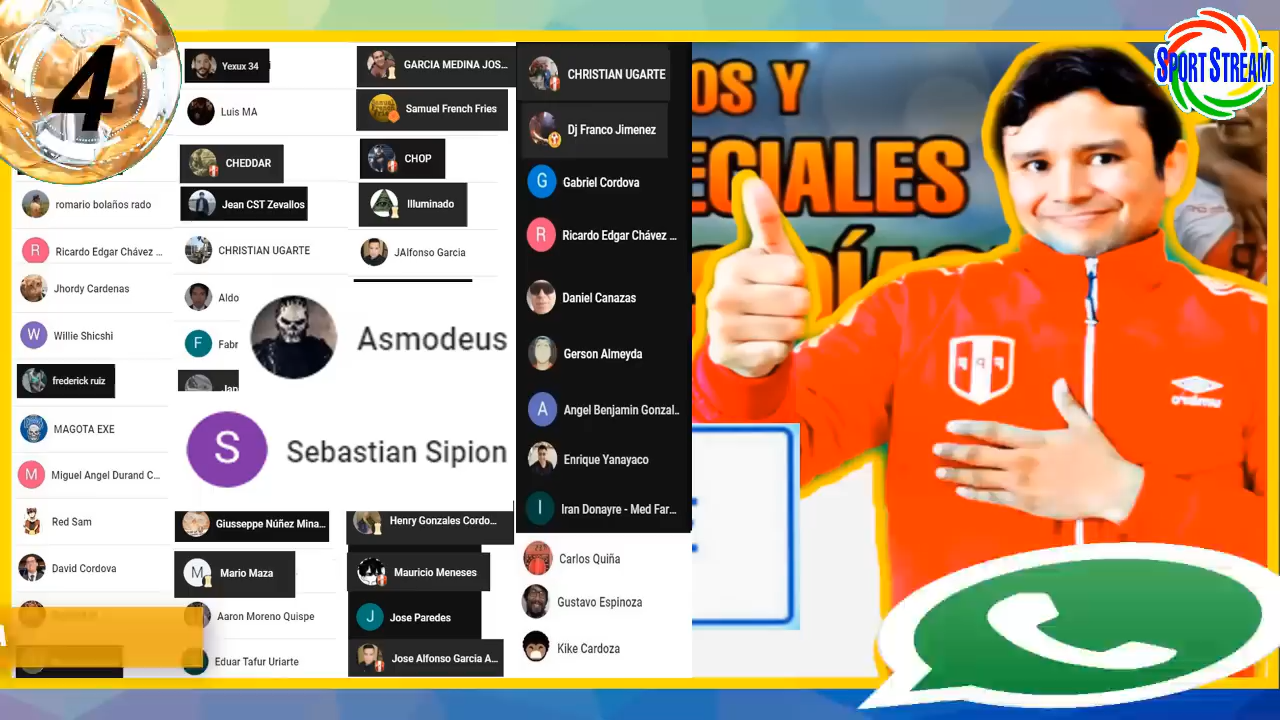 4
SPORT STREAM
Yexux 34
Luis MA
CHEDDAR
Jean CST Zevallos
CHRISTIAN UGARTE
Aldo
Fabr
romario bolaños rado
R
Ricardo Edgar Chávez ...
Jhordy Cardenas
W
Willie Shicshi
frederick ruiz
MAGOTA EXE
M
Miguel Angel Durand C...
Red Sam
David Cordova
GARCIA MEDINA JOS...
Samuel French Fries
CHOP
Illuminado
JAlfonso Garcia
F
Asmodeus
S
Sebastian Sipion
Giusseppe Núñez Mina...
M
Mario Maza
Aaron Moreno Quispe
Eduar Tafur Uriarte
Henry Gonzales Cordo...
Mauricio Meneses
J
Jose Paredes
Jose Alfonso Garcia A...
CHRISTIAN UGARTE
Dj Franco Jimenez
G
Gabriel Cordova
R
Ricardo Edgar Chávez ...
Daniel Canazas
Gerson Almeyda
A
Angel Benjamin Gonzal..
Enrique Yanayaco
I
Iran Donayre - Med Far...
Carlos Quiña
Gustavo Espinoza
Kike Cardoza
OS Y
ECIALES
ÍAS